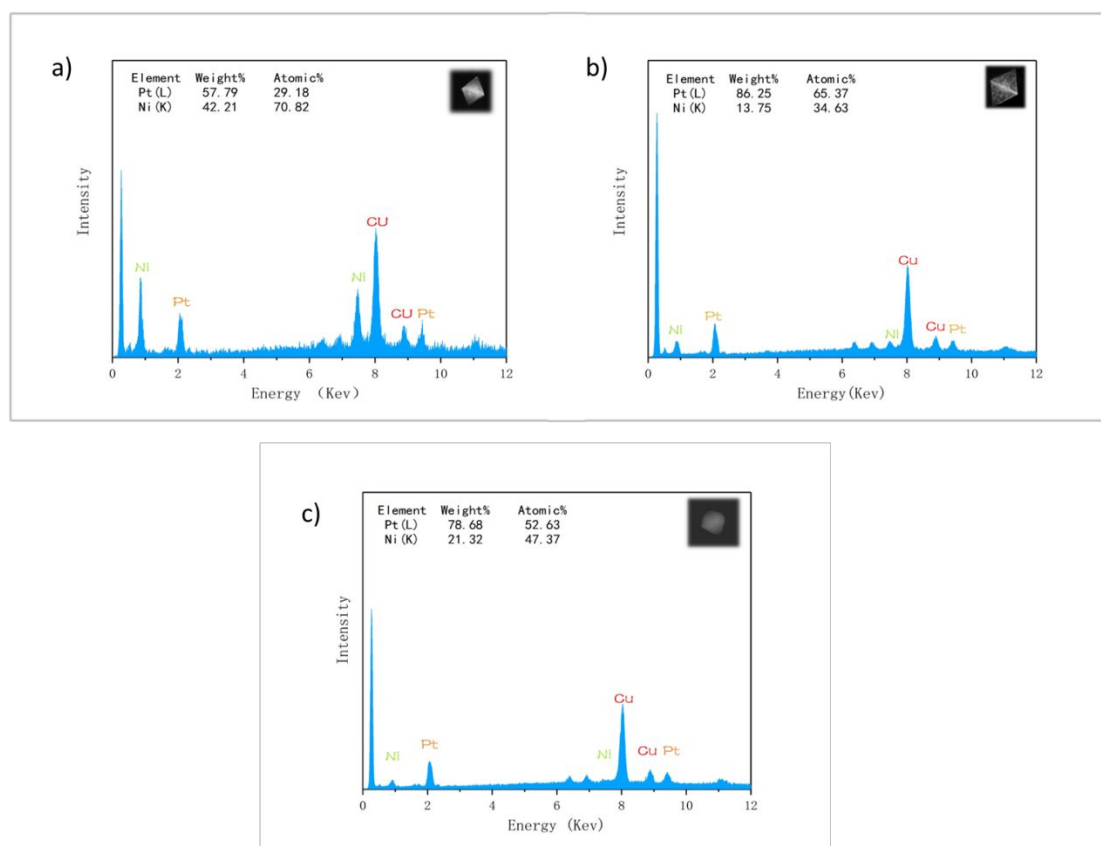 a)
Element Weight% Atomic%
Pt(L) 57.79 29.18
Ni(K) 42.21 70.82
Intensity
Ni
Pt
Ni
CU
CU
Pt
0 2 4 6 8 10 12
Energy （Kev）
b)
Element Weight% Atomic%
Pt(L) 86.25 65.37
Ni(K) 13.75 34.63
Intensity
Ni
Pt
Ni
Cu
Cu
Pt
0 2 4 6 8 10 12
Energy(Kev)
c)
Element Weight% Atomic%
Pt(L) 78.68 52.63
Ni(K) 21.32 47.37
Intensity
Ni
Pt
Ni
Cu
Cu Pt
0 2 4 6 8 10 12
Energy (Kev)